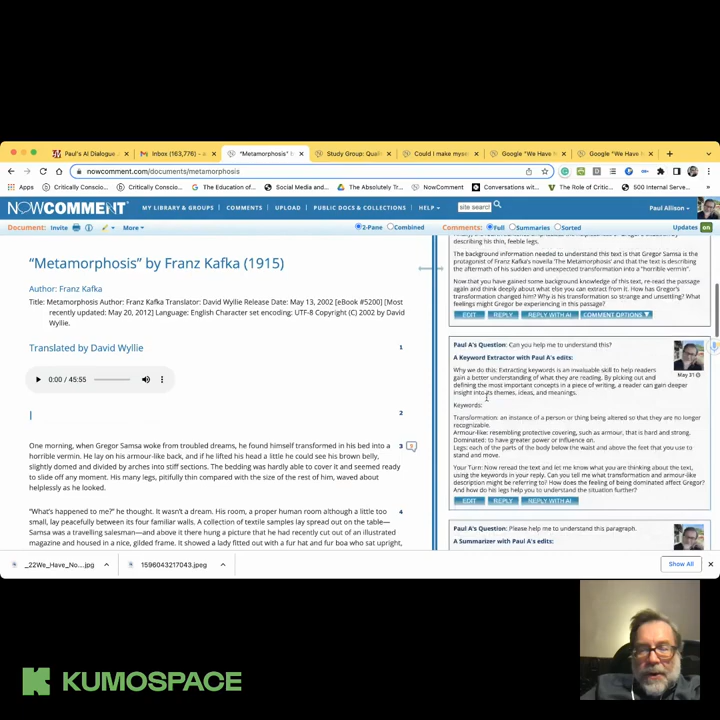 Paul's AI Dialogue
Inbox (163,776) -
"Metamorphosis" b
Study Group: Qual
Could I make myse
Google "We Have N
Google "We Have
nowcomment.com/documents/metamorphosis
Apps
Critically Conscio...
Critically Conscio...
The Education of...
Social Media and...
The Absolutely Tr...
NowComment
Conversations wit...
The Role of Critic...
500 Internal Serve...
NOWCOMMENT
MY LIBRARY & GROUPS
COMMENTS
UPLOAD
PUBLIC DOCS & COLLECTIONS
HELP
site search
Paul Allison
Document: Invite
More
2-Pane
Combined
Comments:
Full
Summaries
Sorted
Updates
on
"Metamorphosis" by Franz Kafka (1915)
Author: Franz Kafka
Title: Metamorphosis Author: Franz Kafka Translator: David Wyllie Release Date: May 13, 2002 [eBook #5200] [Most
recently updated: May 20, 2012] Language: English Character set encoding: UTF-8 Copyright (C) 2002 by David
Wyllie.
Translated by David Wyllie
1
0:00 / 45:55
I
2
One morning, when Gregor Samsa woke from troubled dreams, he found himself transformed in his bed into a
3
horrible vermin. He lay on his armour-like back, and if he lifted his head a little he could see his brown belly,
slightly domed and divided by arches into stiff sections. The bedding was hardly able to cover it and seemed ready
to slide off any moment. His many legs, pitifully thin compared with the size of the rest of him, waved about
helplessly as he looked.
"What's happened to me?" he thought. It wasn't a dream. His room, a proper human room although a little too
4
small, lay peacefully between its four familiar walls. A collection of textile samples lay spread out on the table—
Samsa was a travelling salesman—and above it there hung a picture that he had recently cut out of an illustrated
magazine and housed in a nice, gilded frame. It showed a lady fitted out with a fur hat and fur boa who sat upright,
describing his thin, feeble legs.
The background information needed to understand this text is that Gregor Samsa is the
protagonist of Franz Kafka's novella 'The Metamorphosis' and that the text is describing
the aftermath of his sudden and unexpected transformation into a "horrible vermin".
Now that you have gained some background knowledge of this text, re-read the passage
again and think deeply about what else you can extract from it. How has Gregor's
transformation changed him? Why is his transformation so strange and unsettling? What
feelings might Gregor be experiencing in this passage?
EDIT
REPLY
REPLY WITH AI
COMMENT OPTIONS
Paul A's Question: Can you help me to understand this?
A Keyword Extractor with Paul A's edits:
May 31
Why we do this: Extracting keywords is an invaluable skill to help readers
gain a better understanding of what they are reading. By picking out and
defining the most important concepts in a piece of writing, a reader can gain deeper
insight into its themes, ideas, and meanings.
Keywords:
Transformation: an instance of a person or thing being altered so that they are no longer
recognizable.
Armour-like: resembling protective covering, such as armour, that is hard and strong.
Dominated: to have greater power or influence on.
Legs: each of the parts of the body below the waist and above the feet that you use to
stand and move.
Your Turn: Now reread the text and let me know what you are thinking about the text,
using the keywords in your reply. Can you tell me what transformation and armour-like
description might be referring to? How does the feeling of being dominated affect Gregor?
And how do his legs help you to understand the situation further?
EDIT
REPLY
REPLY WITH AI
Paul A's Question: Please help me to understand this paragraph.
A Summarizer with Paul A's edits:
_22We_Have_No....jpg
1596043217043.jpeg
Show All
KUMOSPACE